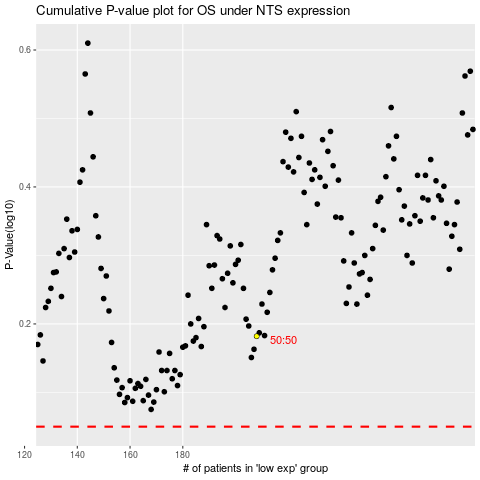 Cumulative P-value plot for OS under NTS expression
P-Value(log10)
0.6
0.4
0.2
50:50
120 140 160 180
# of patients in 'low exp' group